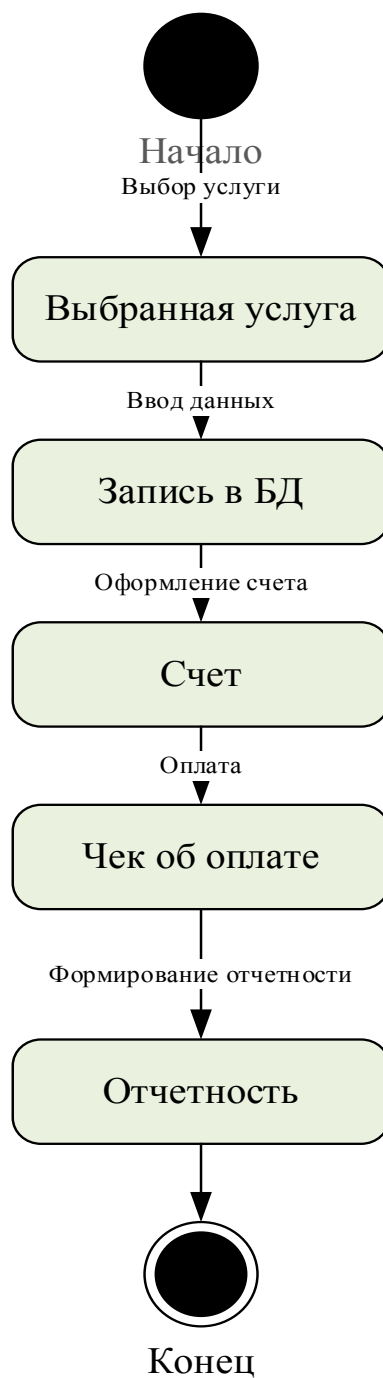 Начало
Выбор услуги
Выбранная услуга
Ввод данных
Запись в БД
Оформление счета
Счет
Оплата
Чек об оплате
Формирование отчетности
Отчетность
Конец